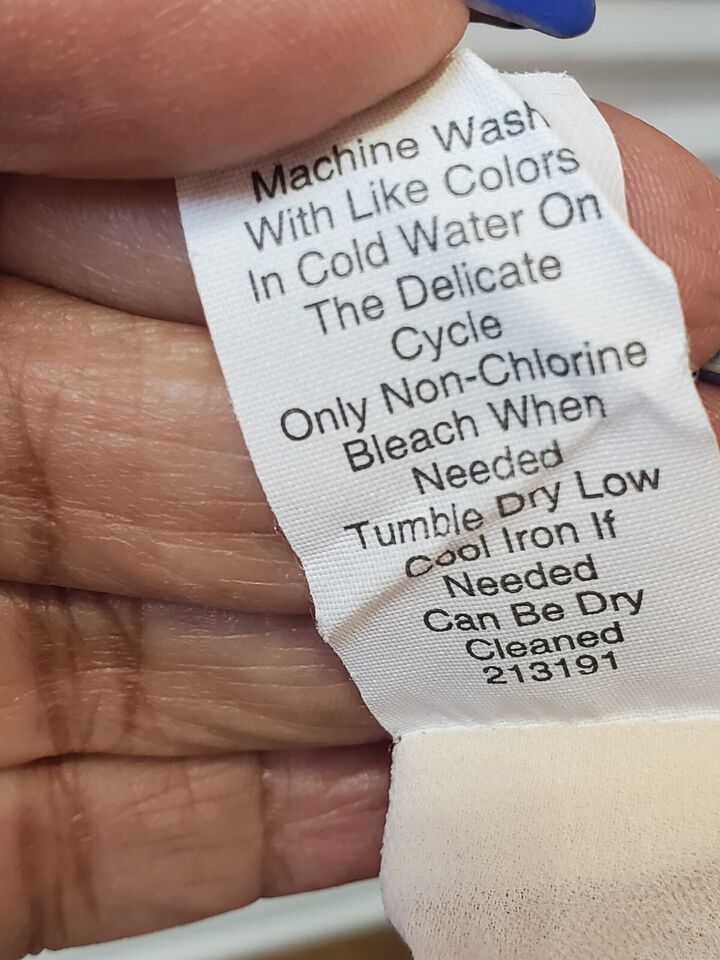 Machine Wash
With Like Colors
In Cold Water On
The Delicate
Cycle
Only Non-Chlorine
Bleach When
Needed
Tumble Dry Low
Cool Iron If
Needed
Can Be Dry
Cleaned
213191